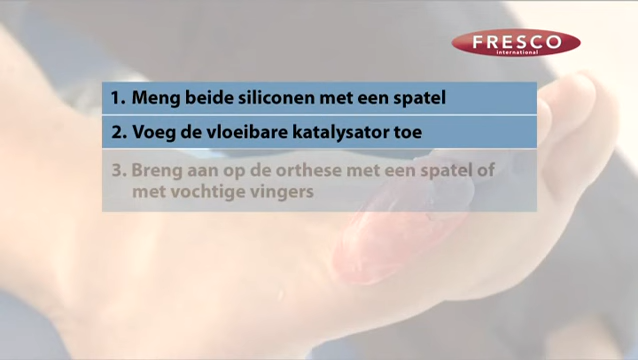 FRESCO
international
1. Meng beide siliconen met een spatel
2. Voeg de vloeibare katalysator toe
3. Breng aan op de orthese met een spatel of
met vochtige vingers